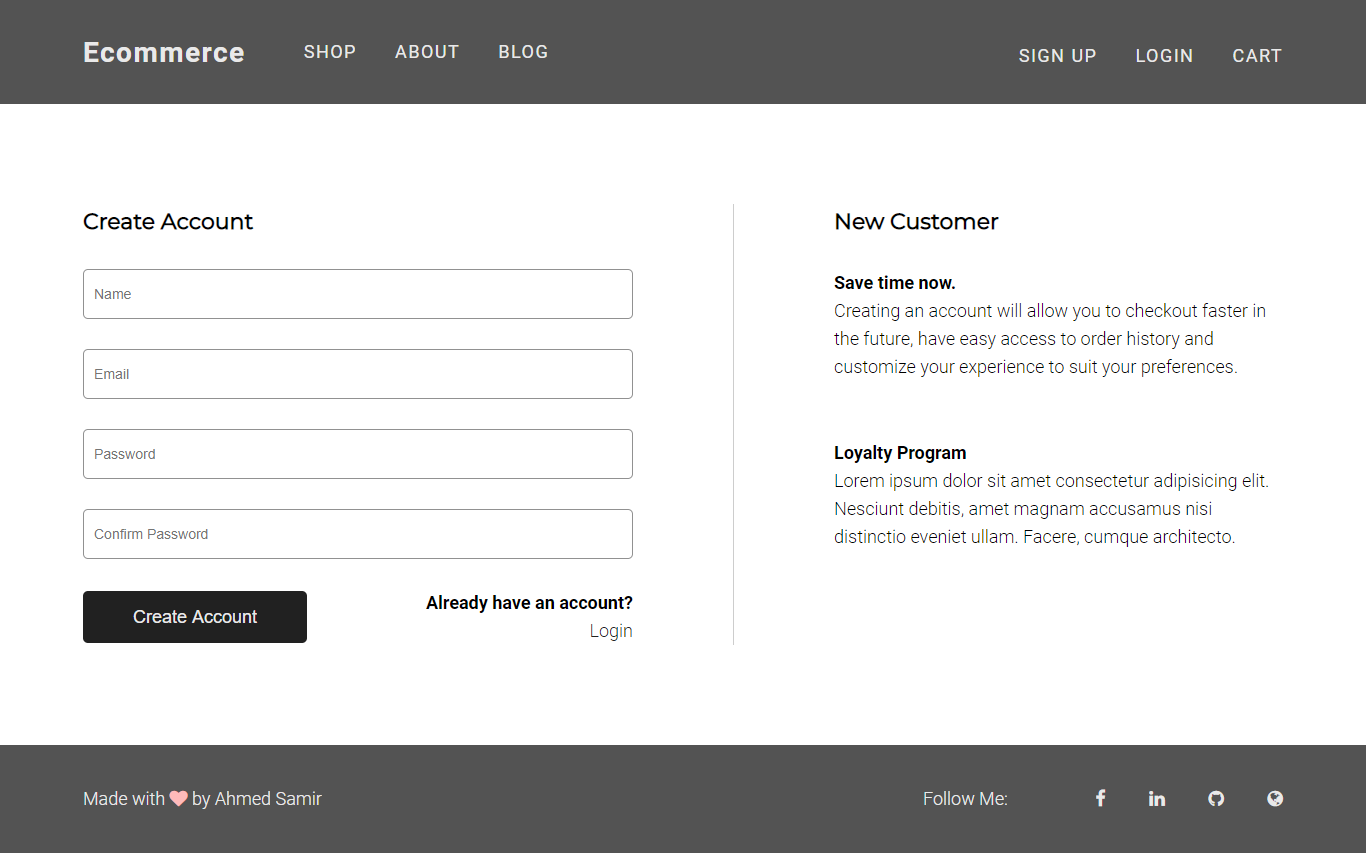 Ecommerce SHOP ABOUT BLOG SIGN UP LOGIN CART
Create Account
Name
Email
Password
Confirm Password
Create Account
Already have an account?
Login
New Customer
Save time now.
Creating an account will allow you to checkout faster in
the future, have easy access to order history and
customize your experience to suit your preferences.
Loyalty Program
Lorem ipsum dolor sit amet consectetur adipisicing elit.
Nesciunt debitis, amet magnam accusamus nisi
distinctio eveniet ullam. Facere, cumque architecto.
Made with ♥ by Ahmed Samir
Follow Me: